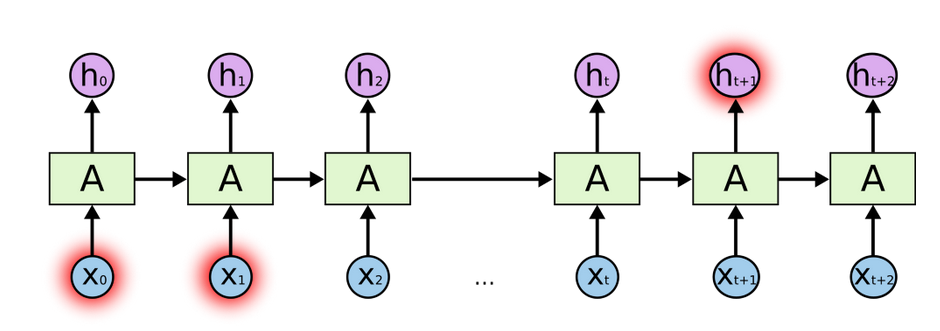 h₀ h₁ h₂ hₜ hₜ₊₁ hₜ₊₂
A A A A A A
x₀ x₁ x₂ ... xₜ xₜ₊₁ xₜ₊₂